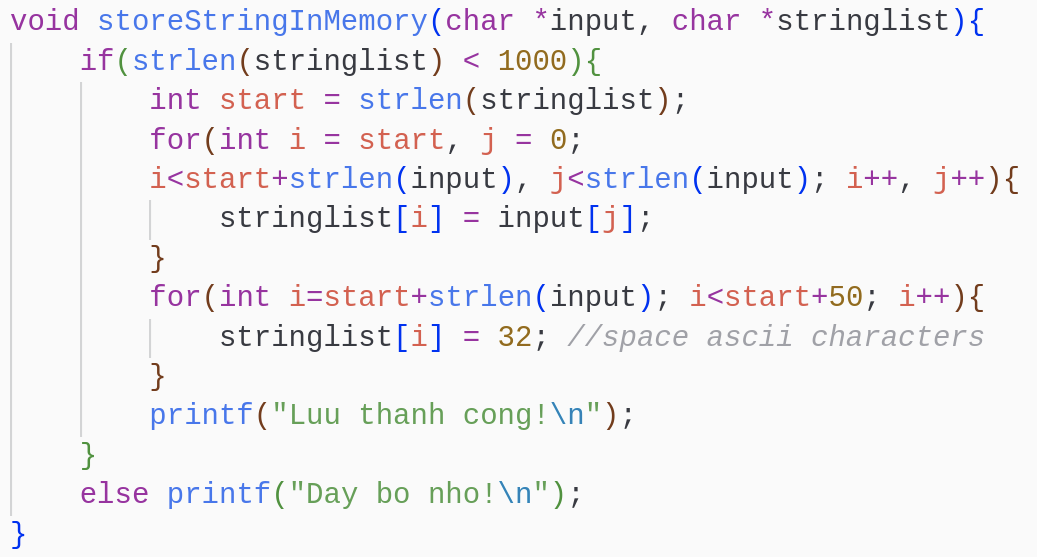 void storeStringInMemory(char *input, char *stringlist){
    if(strlen(stringlist) < 1000){
        int start = strlen(stringlist);
        for(int i = start, j = 0;
        i<start+strlen(input), j<strlen(input); i++, j++){
            stringlist[i] = input[j];
        }
        for(int i=start+strlen(input); i<start+50; i++){
            stringlist[i] = 32; //space ascii characters
        }
        printf("Luu thanh cong!\n");
    }
    else printf("Day bo nho!\n");
}